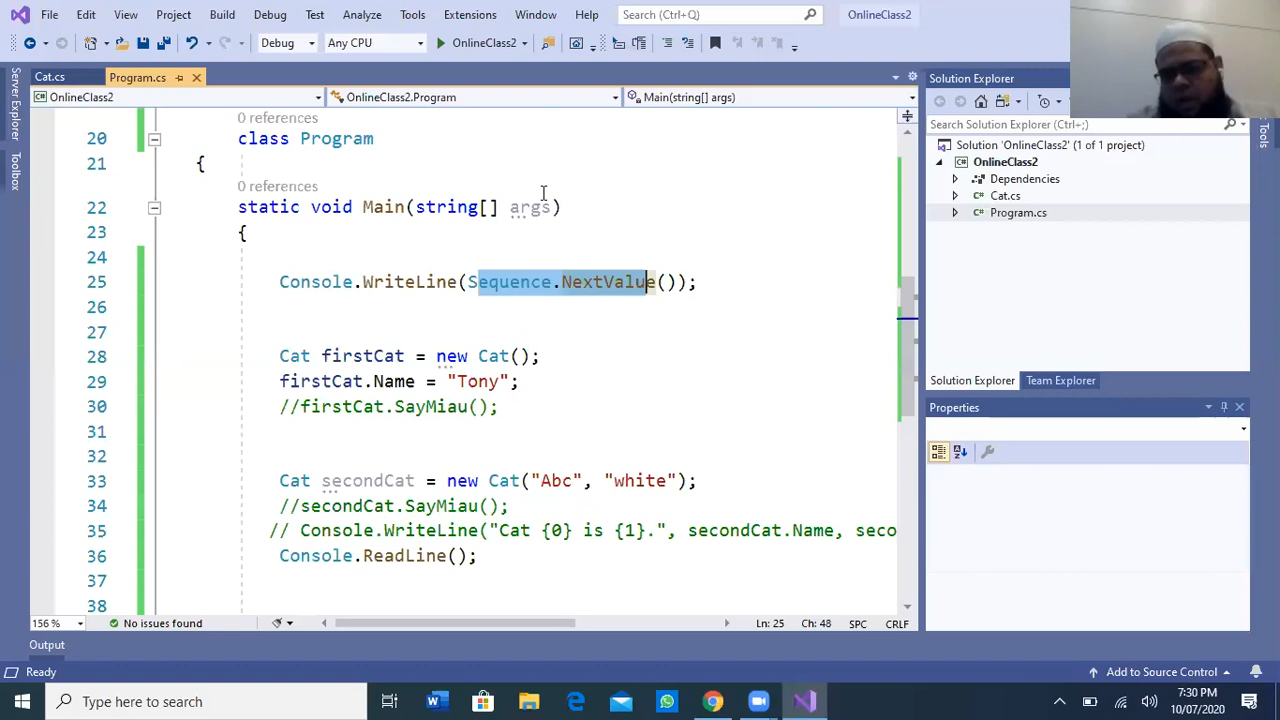 File Edit View Project Build Debug Test Analyze Tools Extensions Window Help Search (Ctrl+Q) OnlineClass2
Debug Any CPU OnlineClass2
Server Explorer
Toolbox
Cat.cs Program.cs
OnlineClass2 OnlineClass2.Program Main(string[] args)
0 references
20 class Program
21 {
0 references
22 static void Main(string[] args)
23 {
24
25 Console.WriteLine(Sequence.NextValue());
26
27
28 Cat firstCat = new Cat();
29 firstCat.Name = "Tony";
30 //firstCat.SayMiau();
31
32
33 Cat secondCat = new Cat("Abc", "white");
34 //secondCat.SayMiau();
35 // Console.WriteLine("Cat {0} is {1}.", secondCat.Name, seco
36 Console.ReadLine();
37
38
156 % No issues found Ln: 25 Ch: 48 SPC CRLF
Output
Solution Explorer
Search Solution Explorer (Ctrl+;)
Solution 'OnlineClass2' (1 of 1 project)
OnlineClass2
Dependencies
Cat.cs
Program.cs
Solution Explorer Team Explorer
Properties
Ready Add to Source Control
Type here to search
7:30 PM
10/07/2020